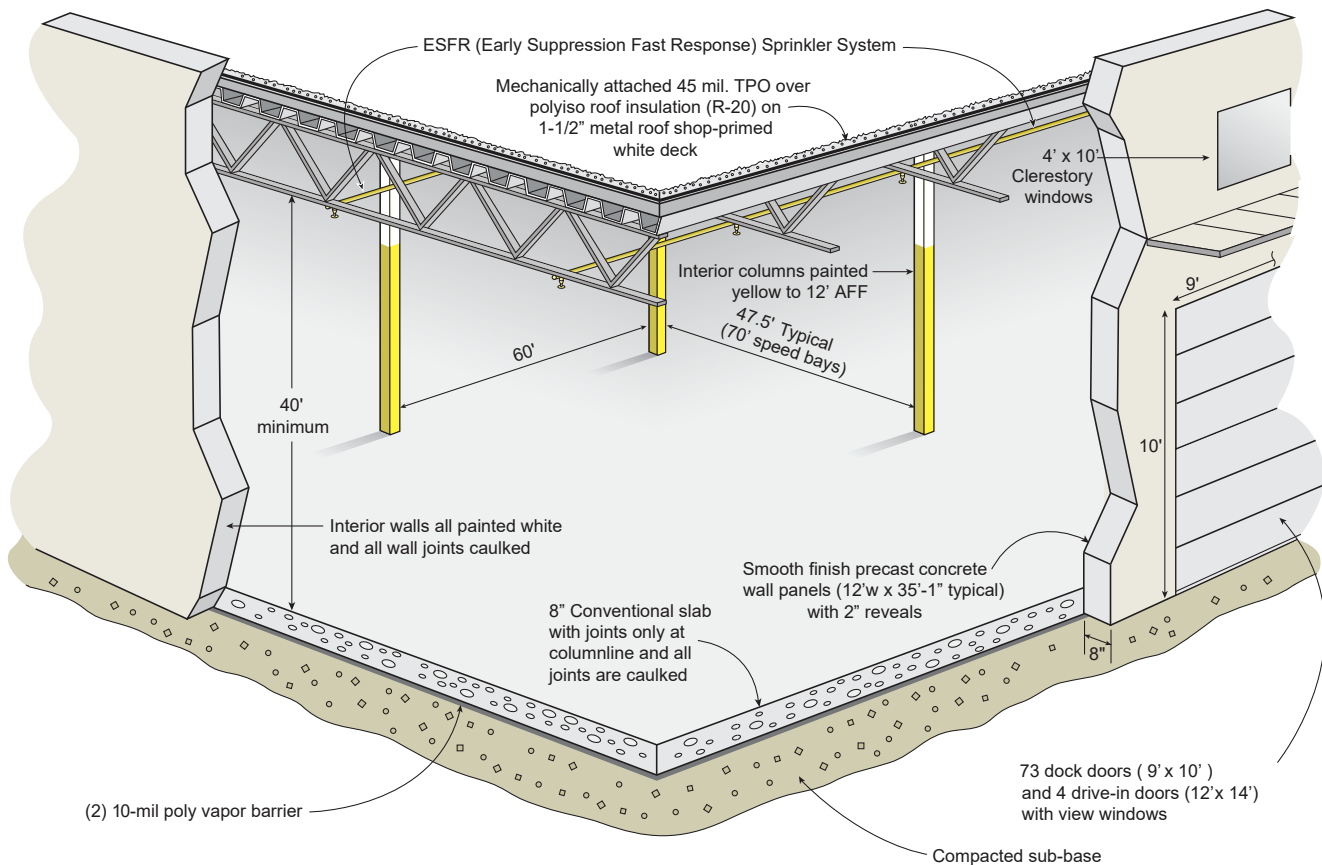 ESFR (Early Suppression Fast Response) Sprinkler System
Mechanically attached 45 mil. TPO over
polyiso roof insulation (R-20) on
1-1/2” metal roof shop-primed
white deck
4’ x 10’
Clerestory
windows
9'
Interior columns painted
yellow to 12’ AFF
47.5' Typical
(70’ speed bays)
60'
40'
minimum
10'
Interior walls all painted white
and all wall joints caulked
Smooth finish precast concrete
wall panels (12’w x 35’-1” typical)
with 2” reveals
8” Conventional slab
with joints only at
columnline and all
joints are caulked
8"
73 dock doors ( 9’ x 10’ )
and 4 drive-in doors (12’x 14’)
with view windows
(2) 10-mil poly vapor barrier
Compacted sub-base